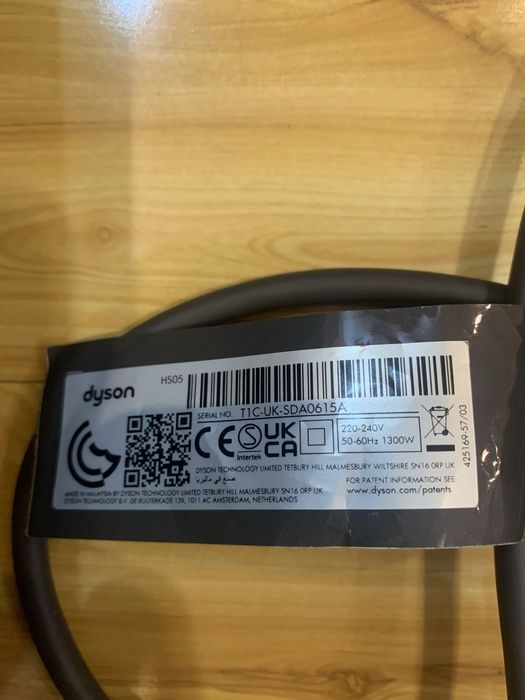 dyson
HS05
SERIAL NO. T1C-UK-SDA0615A
CE
S
Intertek
UK
CA
220-240V
50-60Hz 1300W
425169-57/03
DYSON TECHNOLOGY LIMITED TETBURY HILL MALMESBURY WILTSHIRE SN16 0RP UK
صنع في ماليزيا
FOR PATENT INFORMATION SEE:
www.dyson.com/patents
MADE IN MALAYSIA BY DYSON TECHNOLOGY LIMITED TETBURY HILL MALMESBURY SN16 0RP UK
DYSON TECHNOLOGY B.V. DE RUIJTERKADE 139, 1011 AC AMSTERDAM, NETHERLANDS